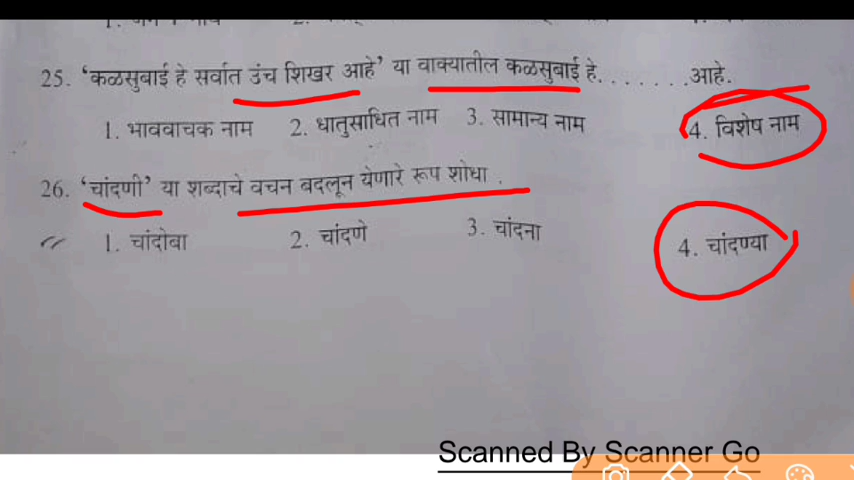 25. 'कळसुबाई हे सर्वात उंच शिखर आहे' या वाक्यातील कळसुबाई हे. . . . . . . .आहे.
1. भाववाचक नाम 2. धातुसाधित नाम 3. सामान्य नाम 4. विशेष नाम
26. 'चांदणी' या शब्दाचे वचन बदलून येणारे रूप शोधा .
1. चांदोबा 2. चांदणे 3. चांदना 4. चांदण्या
Scanned By Scanner Go